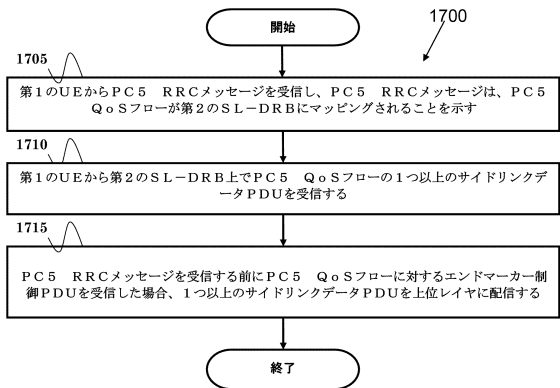 開始
1700
1705
第1のUEからPC5 RRCメッセージを受信し、PC5 RRCメッセージは、PC5
QoSフローが第2のSL-DRBにマッピングされることを示す
1710
第1のUEから第2のSL-DRB上でPC5 QoSフローの1つ以上のサイドリンクデ
ータPDUを受信する
1715
PC5 RRCメッセージを受信する前にPC5 QoSフローに対するエンドマーカー制
御PDUを受信した場合、1つ以上のサイドリンクデータPDUを上位レイヤに配信する
終了